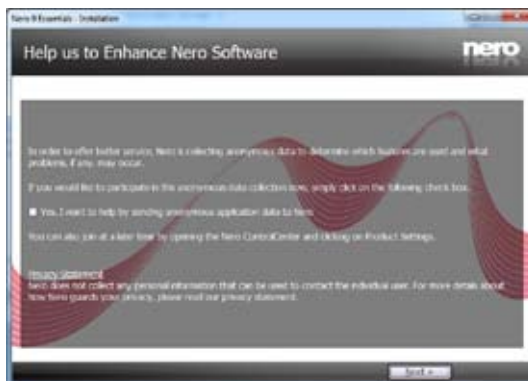 Nero 9 Essentials - Installation
Help us to Enhance Nero Software
nero
In order to offer better service, Nero is collecting anonymous data to determine which features are used and what
problems, if any, may occur.
If you would like to participate in this anonymous data collection now, simply click on the following check box.
Yes, I want to help by sending anonymous application data to Nero
You can also join at a later time by opening the Nero ControlCenter and clicking on Product Settings.
Privacy Statement
Nero does not collect any personal information that can be used to contact the individual user. For more details about
how Nero guards your privacy, please read our privacy statement.
Next >